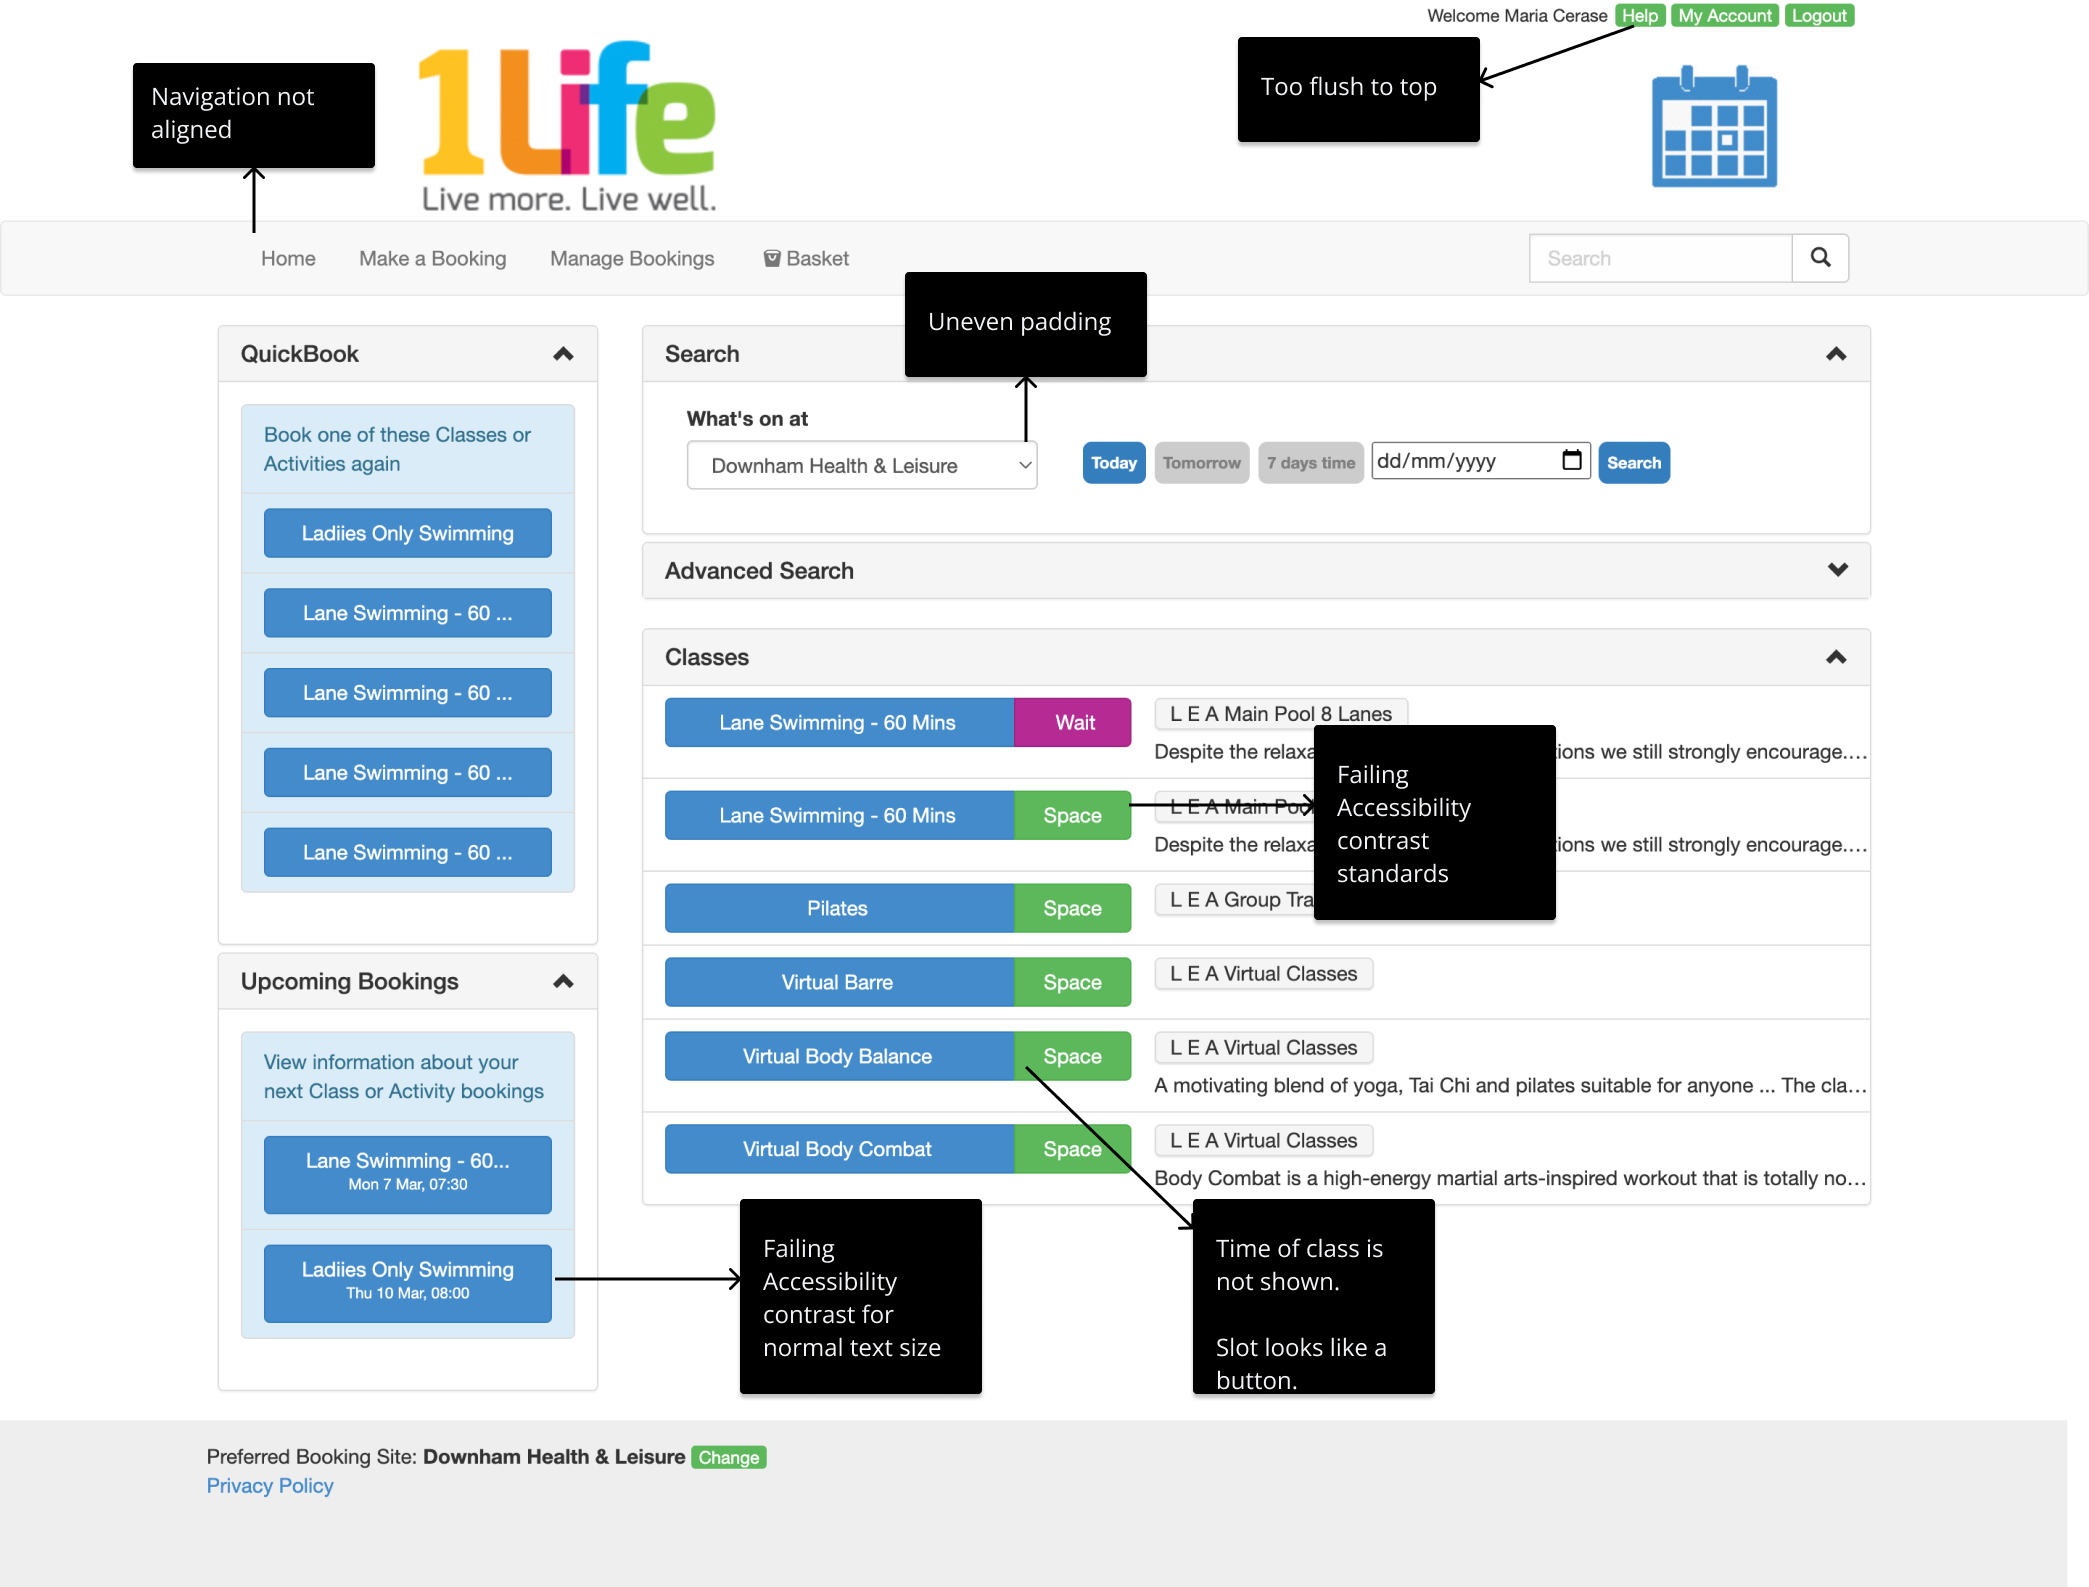 Welcome Maria Cerase Help My Account Logout
Too flush to top
Navigation not
aligned
1Life
Live more. Live well.
Home Make a Booking Manage Bookings Basket
Search
Uneven padding
QuickBook
Book one of these Classes or
Activities again
Ladiies Only Swimming
Lane Swimming - 60 ...
Lane Swimming - 60 ...
Lane Swimming - 60 ...
Lane Swimming - 60 ...
Upcoming Bookings
View information about your
next Class or Activity bookings
Lane Swimming - 60...
Mon 7 Mar, 07:30
Ladiies Only Swimming
Thu 10 Mar, 08:00
Search
What's on at
Downham Health & Leisure
Today Tomorrow 7 days time dd/mm/yyyy Search
Advanced Search
Classes
Lane Swimming - 60 Mins Wait L E A Main Pool 8 Lanes
Despite the relaxa tions we still strongly encourage....
Lane Swimming - 60 Mins Space L E A Main Poo
Despite the relaxa tions we still strongly encourage....
Failing
Accessibility
contrast
standards
Pilates Space L E A Group Tra
Virtual Barre Space L E A Virtual Classes
Virtual Body Balance Space L E A Virtual Classes
A motivating blend of yoga, Tai Chi and pilates suitable for anyone ... The cla...
Virtual Body Combat Space L E A Virtual Classes
Body Combat is a high-energy martial arts-inspired workout that is totally no...
Failing
Accessibility
contrast for
normal text size
Time of class is
not shown.
Slot looks like a
button.
Preferred Booking Site: Downham Health & Leisure Change
Privacy Policy